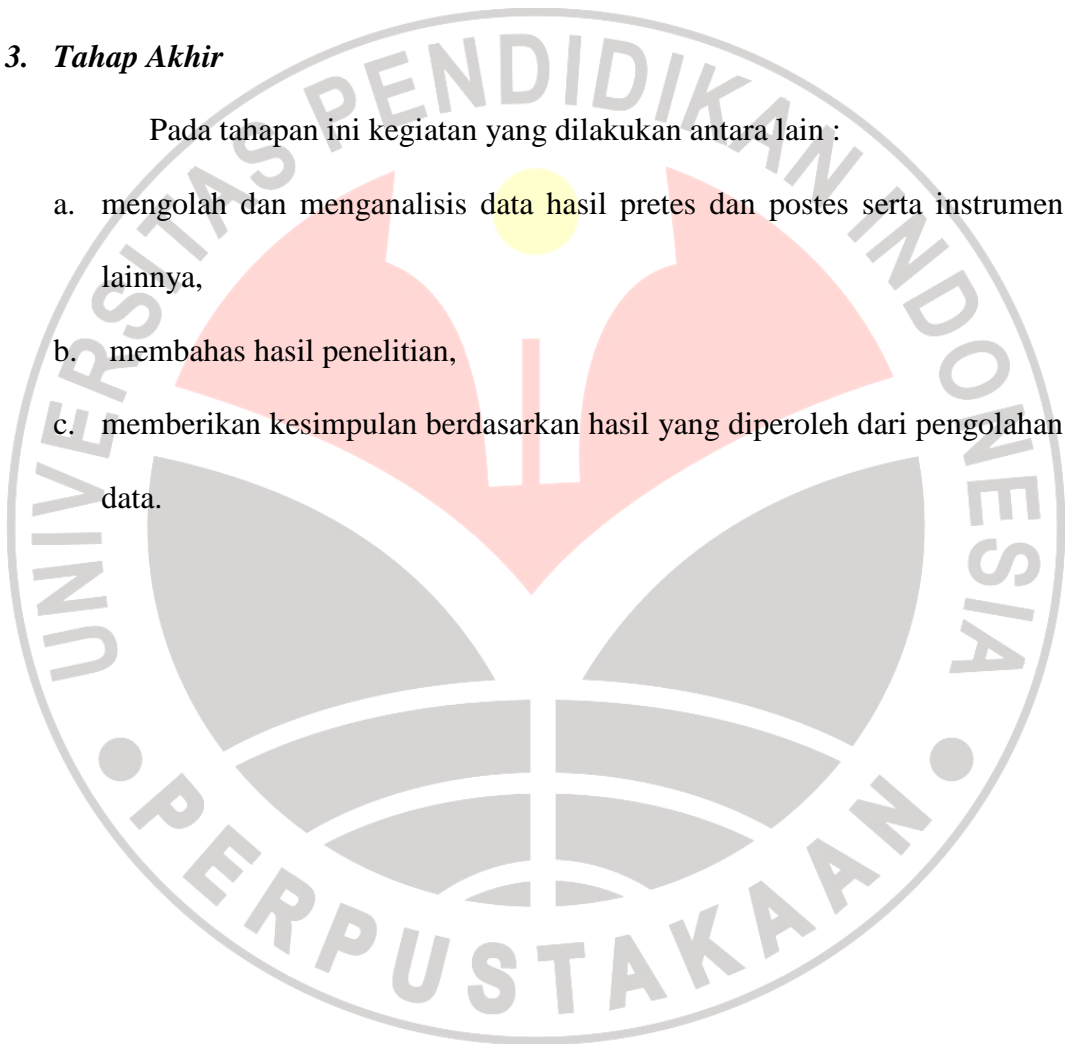 3. Tahap Akhir
Pada tahapan ini kegiatan yang dilakukan antara lain :
a. mengolah dan menganalisis data hasil pretes dan postes serta instrumen
lainnya,
b. membahas hasil penelitian,
c. memberikan kesimpulan berdasarkan hasil yang diperoleh dari pengolahan
data.
UNIVERSITAS PENDIDIKAN INDONESIA
PERPUSTAKAAN